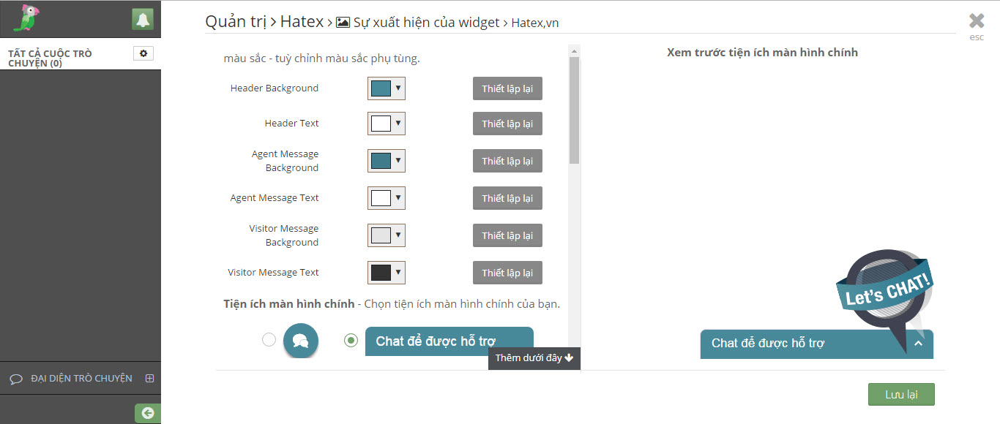 Quản trị > Hatex > Sự xuất hiện của widget > Hatex,vn
esc
TẤT CẢ CUỘC TRÒ
CHUYỆN (0)
màu sắc - tuỳ chỉnh màu sắc phụ tùng.
Header Background
Thiết lập lại
Header Text
Thiết lập lại
Agent Message
Background
Thiết lập lại
Agent Message Text
Thiết lập lại
Visitor Message
Background
Thiết lập lại
Visitor Message Text
Thiết lập lại
Tiện ích màn hình chính - Chọn tiện ích màn hình chính của bạn.
Chat để được hỗ trợ
Thêm dưới đây
Xem trước tiện ích màn hình chính
Let's CHAT!
Chat để được hỗ trợ
ĐẠI DIỆN TRÒ CHUYỆN
Lưu lại